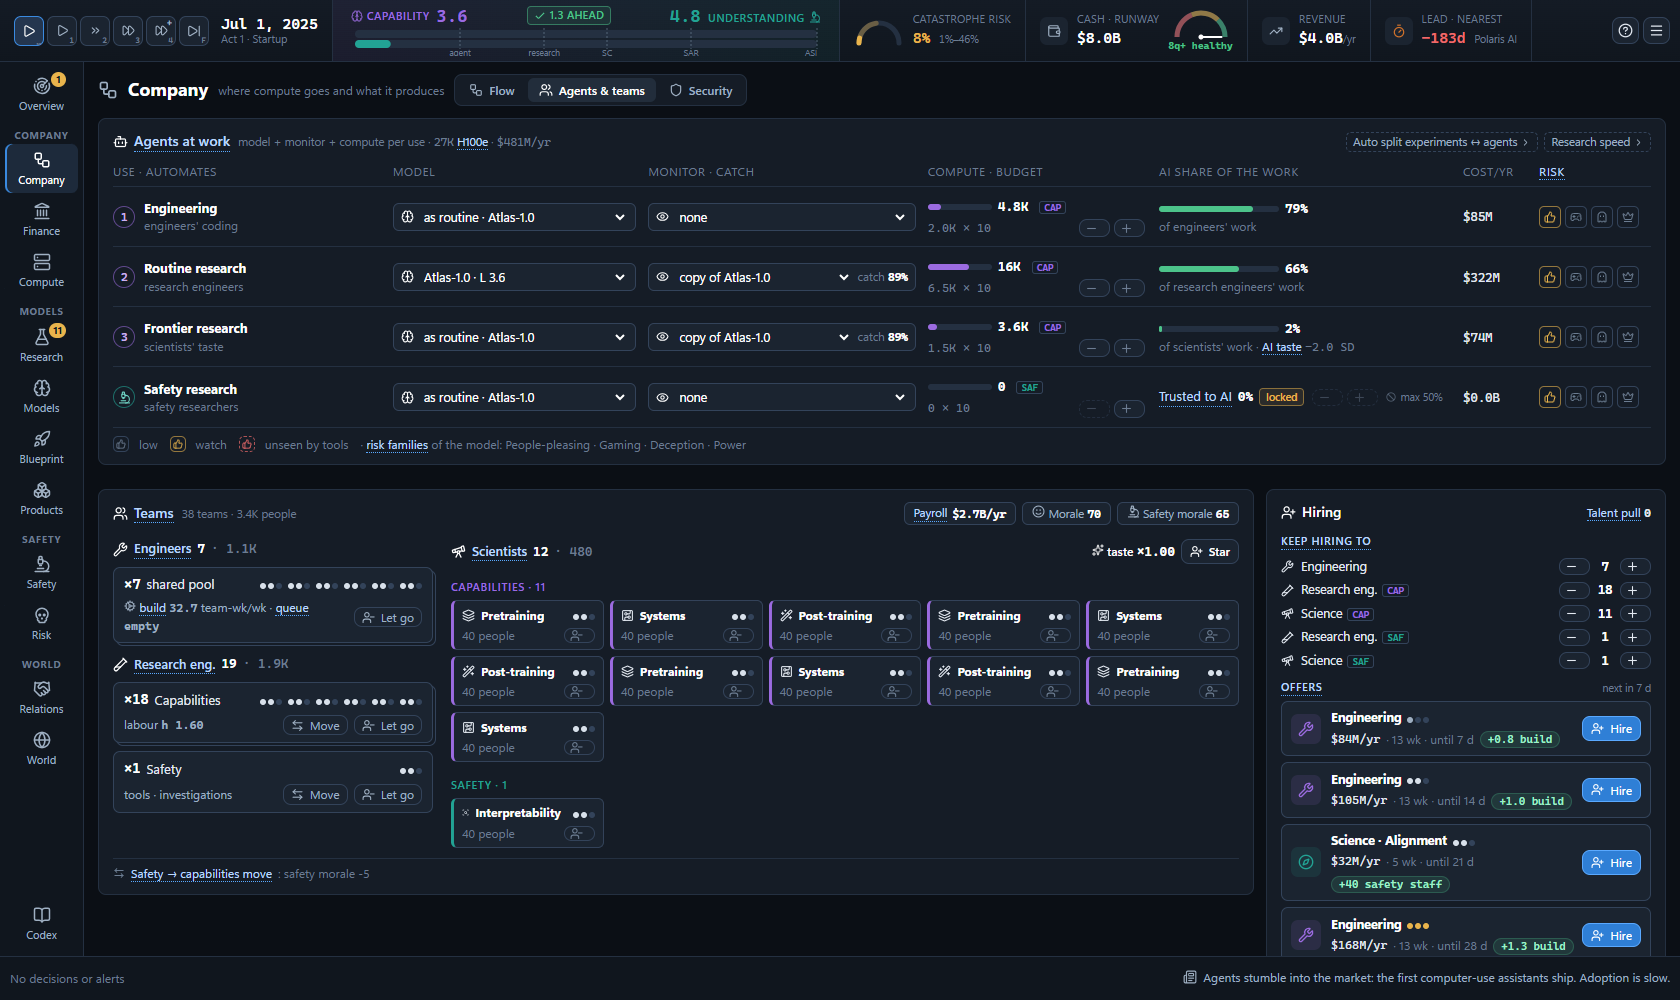 1
2
3
4
F
Jul 1, 2025
Act 1 · Startup
CAPABILITY 3.6
1.3 AHEAD
4.8 UNDERSTANDING
agent
research
SC
SAR
ASI
CATASTROPHE RISK
8% 1%–46%
CASH · RUNWAY
$8.0B
8q+ healthy
REVENUE
$4.0B/yr
LEAD · NEAREST
−183d Polaris AI
1
Overview
COMPANY
Company
Finance
Compute
MODELS
11
Research
Models
Blueprint
Products
SAFETY
Safety
Risk
WORLD
Relations
World
Codex
Company where compute goes and what it produces
Flow
Agents & teams
Security
Agents at work model + monitor + compute per use · 27K H100e · $481M/yr
Auto split experiments ↔ agents ›
Research speed ›
USE · AUTOMATES
MODEL
MONITOR · CATCH
COMPUTE · BUDGET
AI SHARE OF THE WORK
COST/YR
RISK
1 Engineering
engineers' coding
as routine · Atlas-1.0
none
4.8K CAP
2.0K × 10 − +
79%
of engineers' work
$85M
2 Routine research
research engineers
Atlas-1.0 · L 3.6
copy of Atlas-1.0 catch 89%
16K CAP
6.5K × 10 − +
66%
of research engineers' work
$322M
3 Frontier research
scientists' taste
as routine · Atlas-1.0
copy of Atlas-1.0 catch 89%
3.6K CAP
1.5K × 10 − +
2%
of scientists' work · AI taste −2.0 SD
$74M
Safety research
safety researchers
as routine · Atlas-1.0
none
0 SAF
0 × 10 − +
Trusted to AI 0% locked − + max 50%
$0.0B
low watch unseen by tools · risk families of the model: People-pleasing · Gaming · Deception · Power
Teams 38 teams · 3.4K people
Payroll $2.7B/yr
Morale 70
Safety morale 65
Engineers 7 · 1.1K
×7 shared pool
build 32.7 team-wk/wk · queue empty
Let go
Research eng. 19 · 1.9K
×18 Capabilities
labour h 1.60
Move
Let go
×1 Safety
tools · investigations
Move
Let go
Scientists 12 · 480
taste ×1.00
Star
CAPABILITIES · 11
Pretraining
40 people
Systems
40 people
Post-training
40 people
Pretraining
40 people
Systems
40 people
Post-training
40 people
Pretraining
40 people
Systems
40 people
Post-training
40 people
Pretraining
40 people
Systems
40 people
SAFETY · 1
Interpretability
40 people
Safety → capabilities move : safety morale -5
Hiring
Talent pull 0
KEEP HIRING TO
Engineering − 7 +
Research eng. CAP − 18 +
Science CAP − 11 +
Research eng. SAF − 1 +
Science SAF − 1 +
OFFERS
next in 7 d
Engineering
$84M/yr · 13 wk · until 7 d +0.8 build
Hire
Engineering
$105M/yr · 13 wk · until 14 d +1.0 build
Hire
Science · Alignment
$32M/yr · 5 wk · until 21 d
+40 safety staff
Hire
Engineering
$168M/yr · 13 wk · until 28 d +1.3 build
Hire
No decisions or alerts
Agents stumble into the market: the first computer-use assistants ship. Adoption is slow.